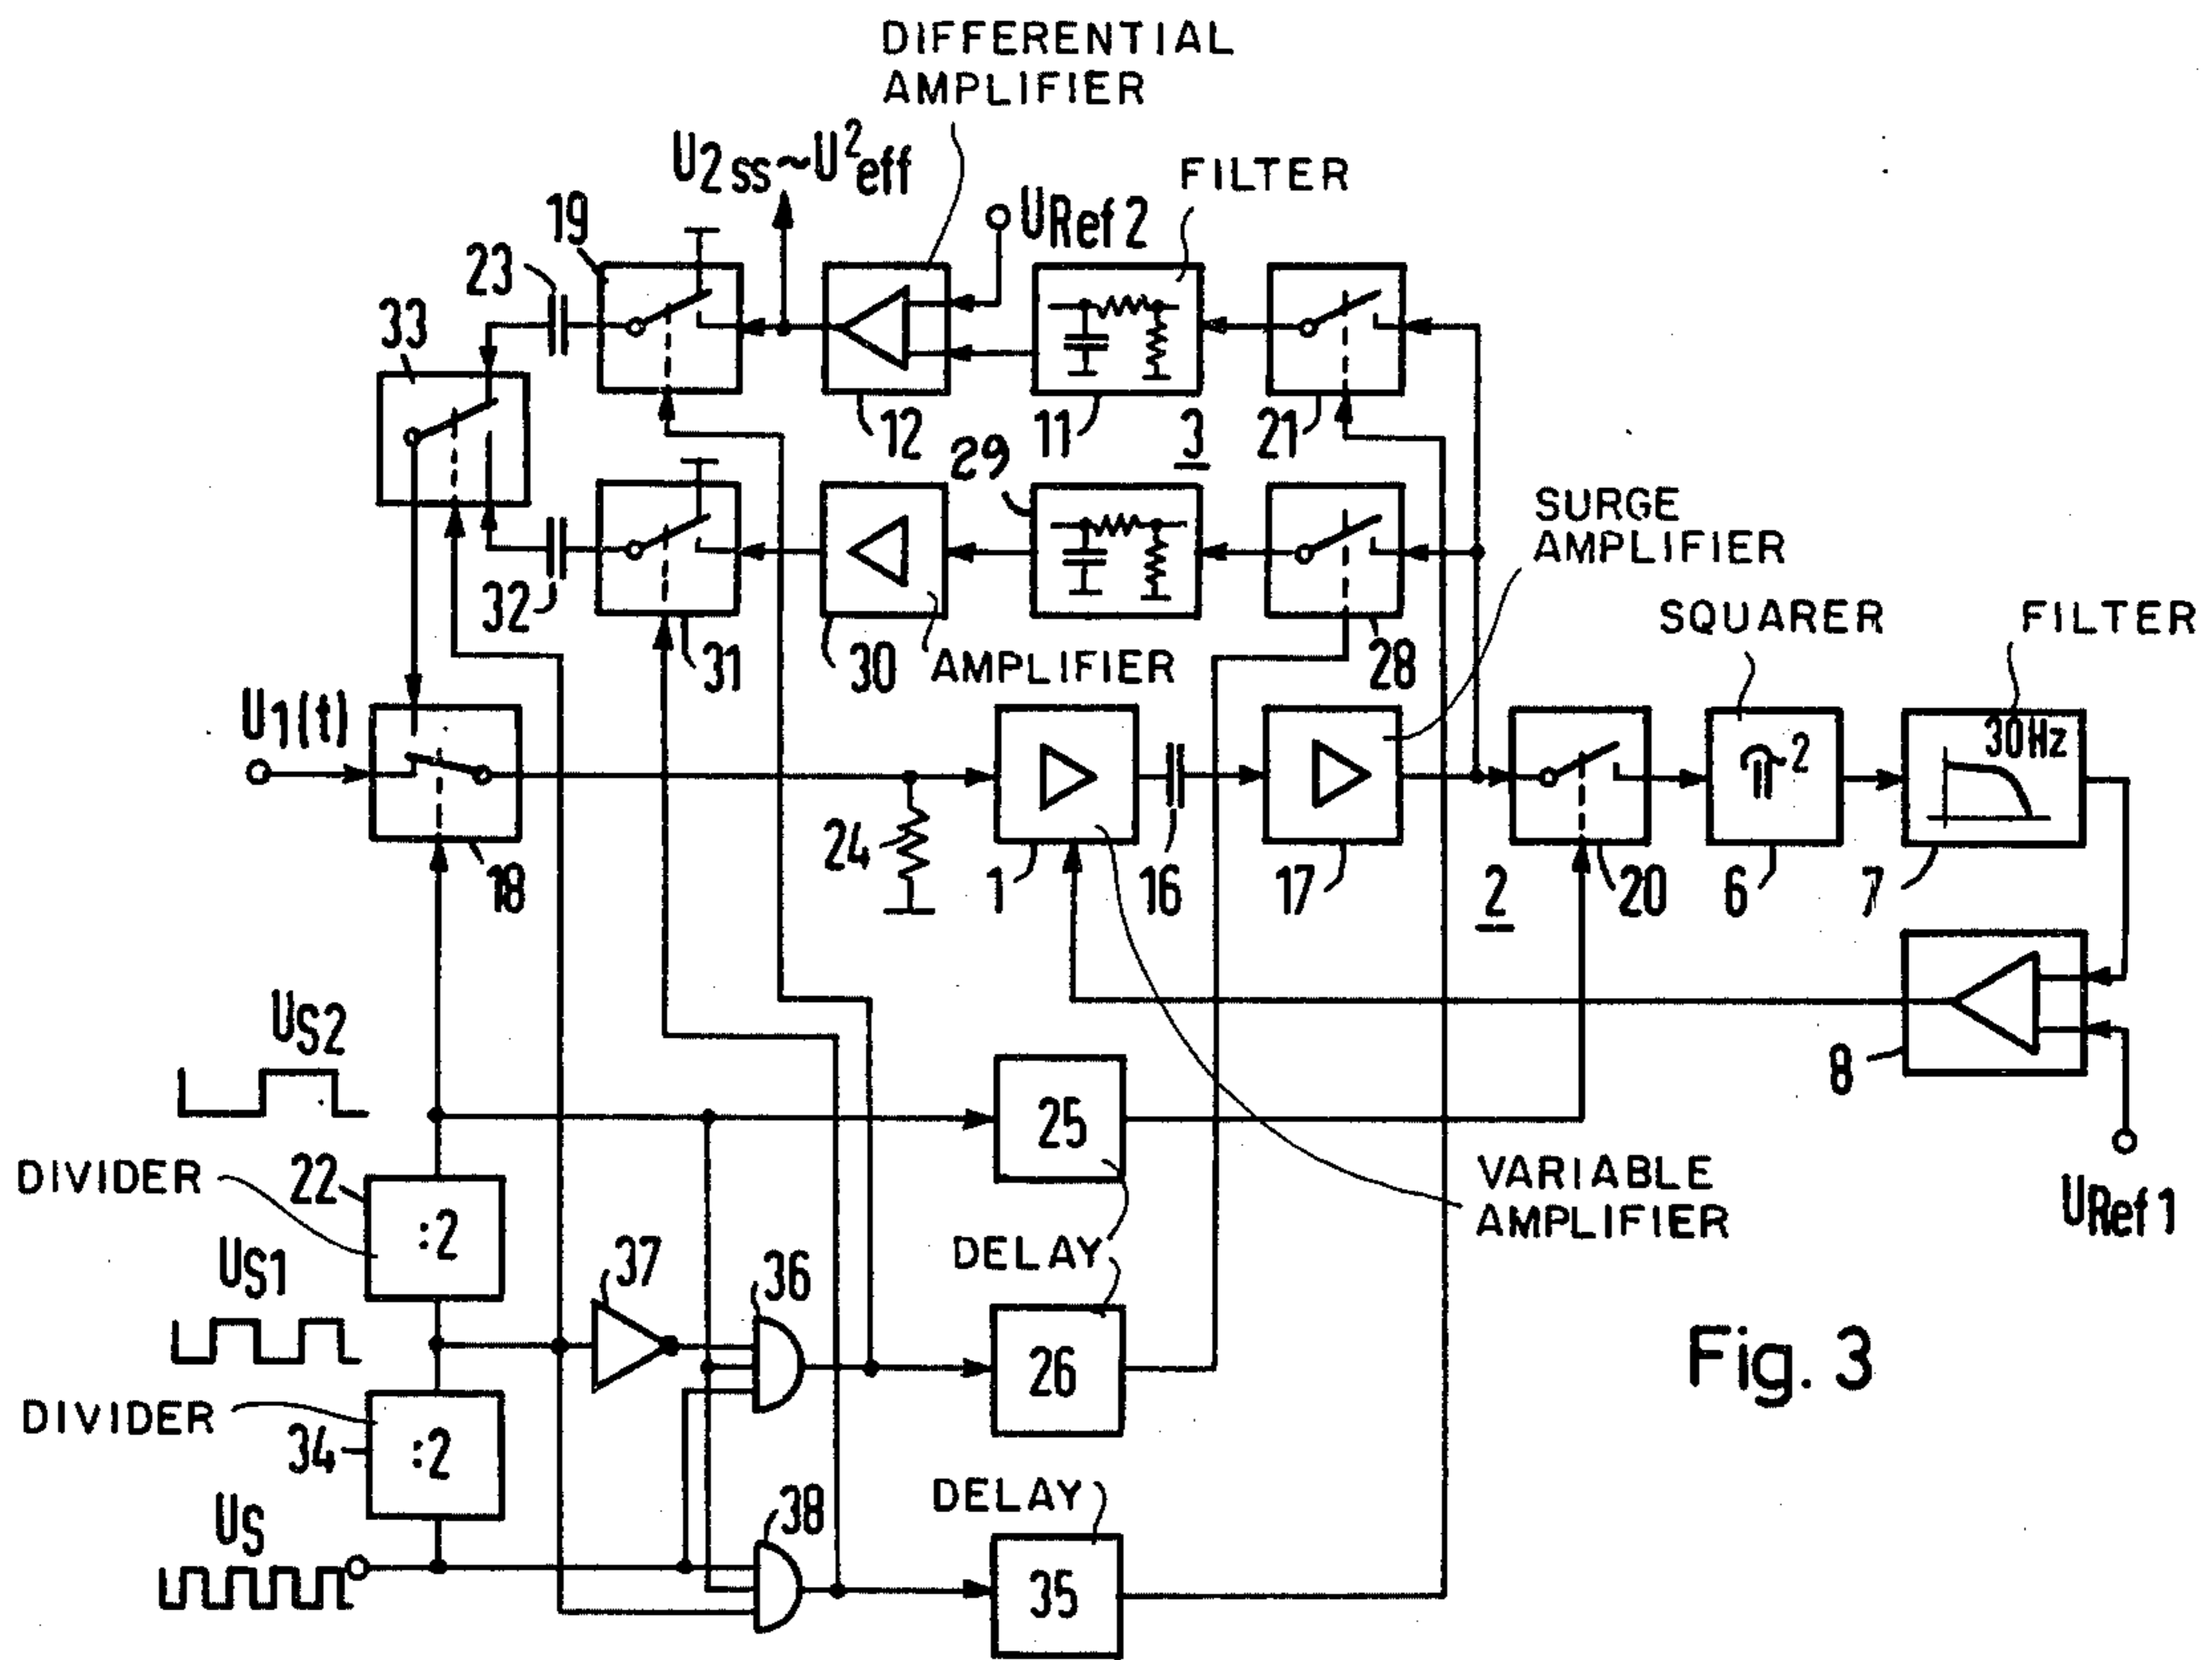 DIFFERENTIAL
AMPLIFIER
U2ss~U²eff
FILTER
URef 2
19
23
33
12
11
3
21
29
SURGE
AMPLIFIER
SQUARER
FILTER
32
31
30
AMPLIFIER
28
U1(t)
30Hz
2
24
18
1
16
17
2
20
6
7
US2
8
25
DIVIDER
22
:2
VARIABLE
AMPLIFIER
URef 1
DELAY
US1
37
36
26
Fig. 3
DIVIDER
34
:2
DELAY
US
38
35